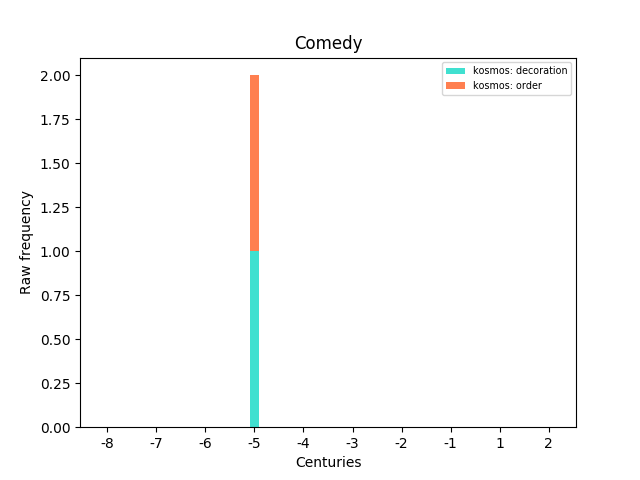 Comedy
kosmos: decoration
kosmos: order
2.00
1.75
1.50
1.25
1.00
0.75
0.50
0.25
0.00
Raw frequency
-8 -7 -6 -5 -4 -3 -2 -1 1 2
Centuries